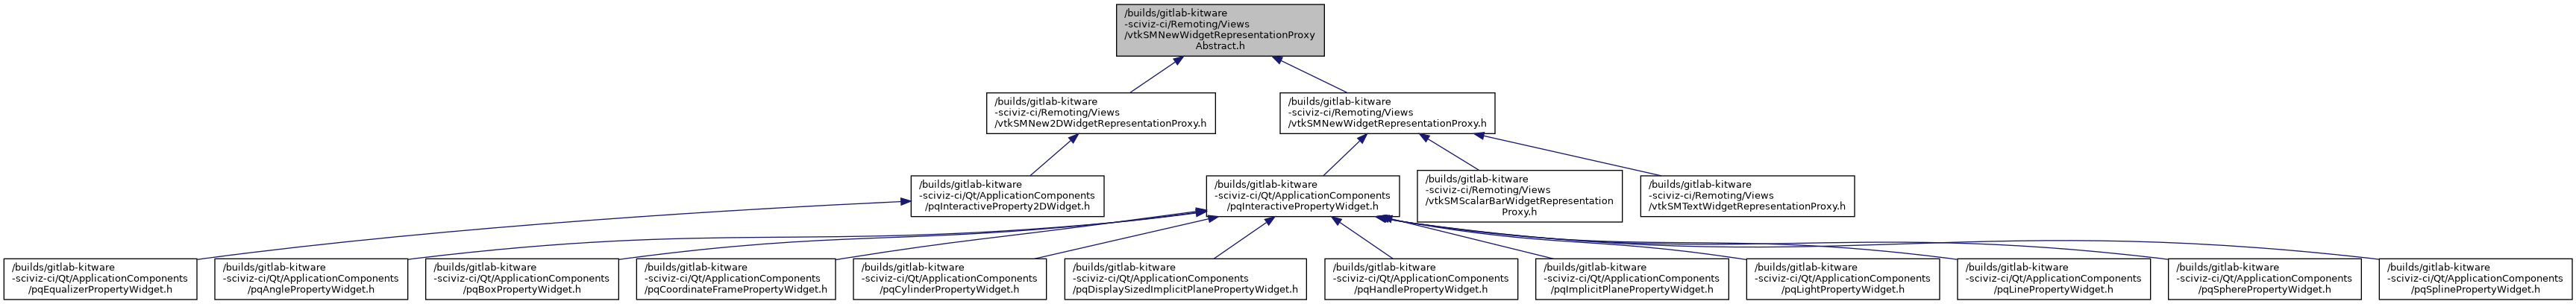 /builds/gitlab-kitware
-sciviz-ci/Remoting/Views
/vtkSMNewWidgetRepresentationProxy
Abstract.h
/builds/gitlab-kitware
-sciviz-ci/Remoting/Views
/vtkSMNew2DWidgetRepresentationProxy.h
/builds/gitlab-kitware
-sciviz-ci/Remoting/Views
/vtkSMNewWidgetRepresentationProxy.h
/builds/gitlab-kitware
-sciviz-ci/Qt/ApplicationComponents
/pqInteractiveProperty2DWidget.h
/builds/gitlab-kitware
-sciviz-ci/Qt/ApplicationComponents
/pqInteractivePropertyWidget.h
/builds/gitlab-kitware
-sciviz-ci/Remoting/Views
/vtkSMScalarBarWidgetRepresentation
Proxy.h
/builds/gitlab-kitware
-sciviz-ci/Remoting/Views
/vtkSMTextWidgetRepresentationProxy.h
/builds/gitlab-kitware
-sciviz-ci/Qt/ApplicationComponents
/pqEqualizerPropertyWidget.h
/builds/gitlab-kitware
-sciviz-ci/Qt/ApplicationComponents
/pqAnglePropertyWidget.h
/builds/gitlab-kitware
-sciviz-ci/Qt/ApplicationComponents
/pqBoxPropertyWidget.h
/builds/gitlab-kitware
-sciviz-ci/Qt/ApplicationComponents
/pqCoordinateFramePropertyWidget.h
/builds/gitlab-kitware
-sciviz-ci/Qt/ApplicationComponents
/pqCylinderPropertyWidget.h
/builds/gitlab-kitware
-sciviz-ci/Qt/ApplicationComponents
/pqDisplaySizedImplicitPlanePropertyWidget.h
/builds/gitlab-kitware
-sciviz-ci/Qt/ApplicationComponents
/pqHandlePropertyWidget.h
/builds/gitlab-kitware
-sciviz-ci/Qt/ApplicationComponents
/pqImplicitPlanePropertyWidget.h
/builds/gitlab-kitware
-sciviz-ci/Qt/ApplicationComponents
/pqLightPropertyWidget.h
/builds/gitlab-kitware
-sciviz-ci/Qt/ApplicationComponents
/pqLinePropertyWidget.h
/builds/gitlab-kitware
-sciviz-ci/Qt/ApplicationComponents
/pqSpherePropertyWidget.h
/builds/gitlab-kitware
-sciviz-ci/Qt/ApplicationComponents
/pqSplinePropertyWidget.h